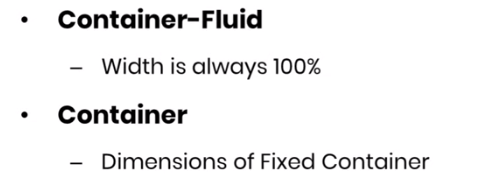 • Container-Fluid
– Width is always 100%
• Container
– Dimensions of Fixed Container